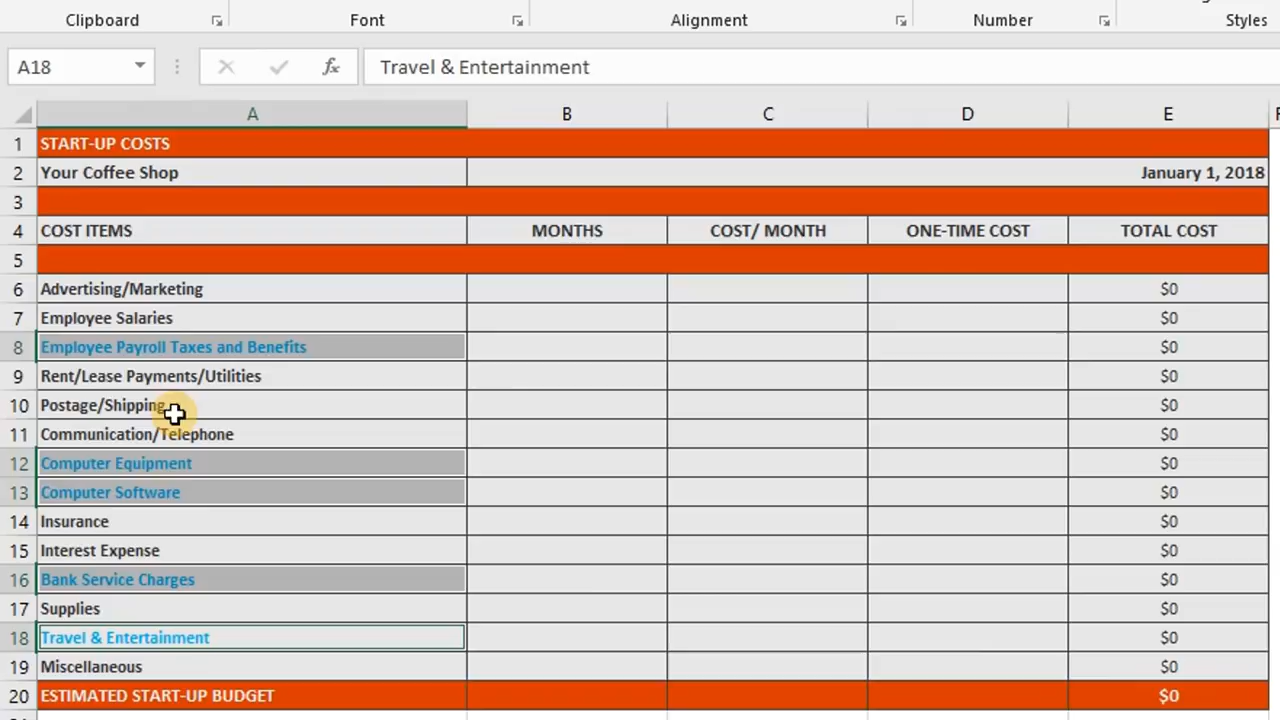 Clipboard Font Alignment Number Styles
A18 fx Travel & Entertainment
A B C D E
1 START-UP COSTS
2 Your Coffee Shop January 1, 2018
3
4 COST ITEMS MONTHS COST/ MONTH ONE-TIME COST TOTAL COST
5
6 Advertising/Marketing $0
7 Employee Salaries $0
8 Employee Payroll Taxes and Benefits $0
9 Rent/Lease Payments/Utilities $0
10 Postage/Shipping $0
11 Communication/Telephone $0
12 Computer Equipment $0
13 Computer Software $0
14 Insurance $0
15 Interest Expense $0
16 Bank Service Charges $0
17 Supplies $0
18 Travel & Entertainment $0
19 Miscellaneous $0
20 ESTIMATED START-UP BUDGET $0